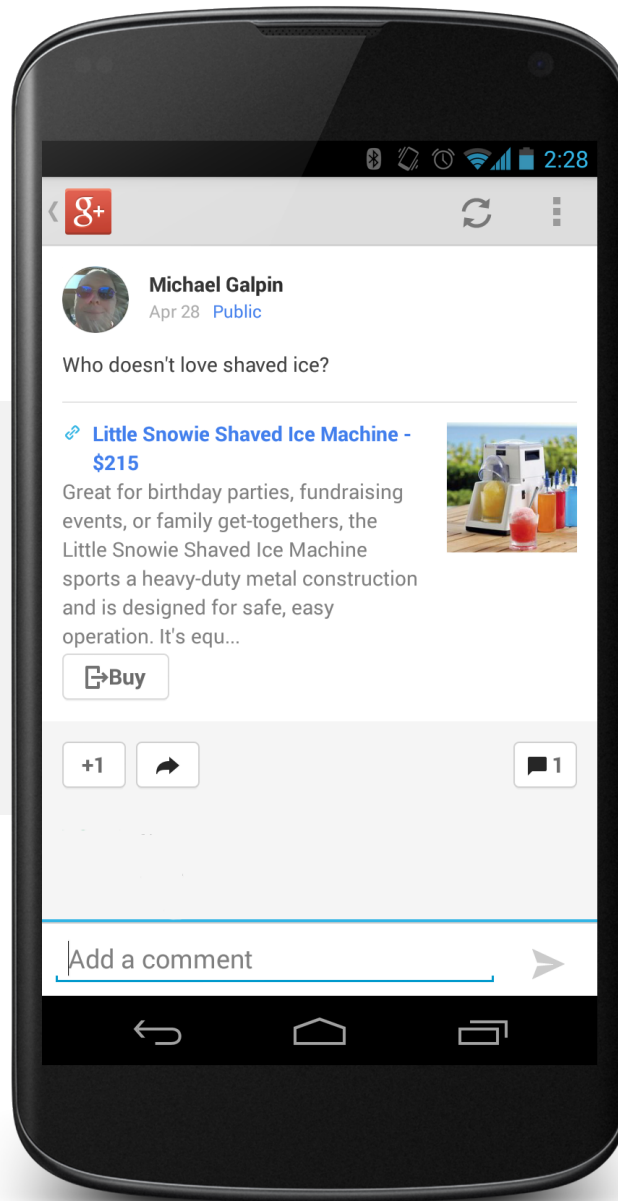 2:28
g+
Michael Galpin
Apr 28 Public
Who doesn't love shaved ice?
Little Snowie Shaved Ice Machine -
$215
Great for birthday parties, fundraising
events, or family get-togethers, the
Little Snowie Shaved Ice Machine
sports a heavy-duty metal construction
and is designed for safe, easy
operation. It's equ...
Buy
+1
1
Add a comment